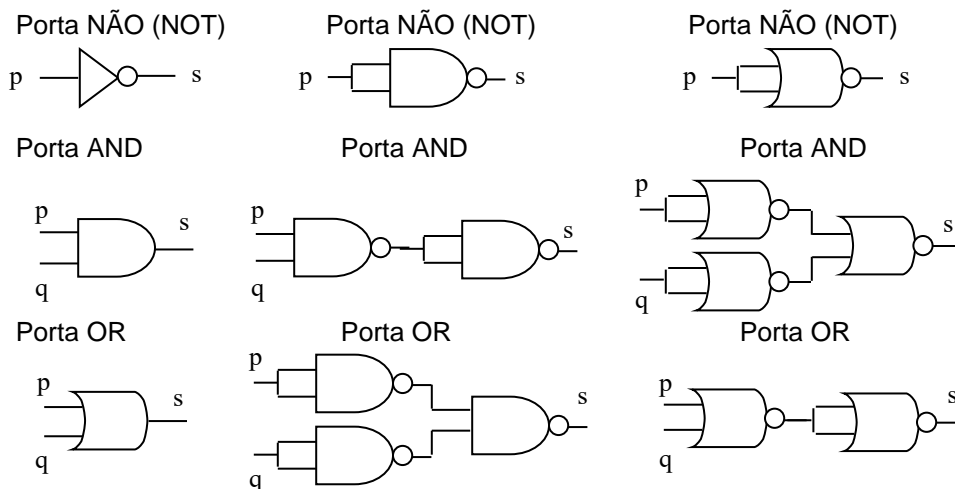 Porta NÃO (NOT) Porta NÃO (NOT) Porta NÃO (NOT)
p s p s p s
Porta AND Porta AND Porta AND
p s p s p s
q q q
Porta OR Porta OR Porta OR
p s p s p s
q q q